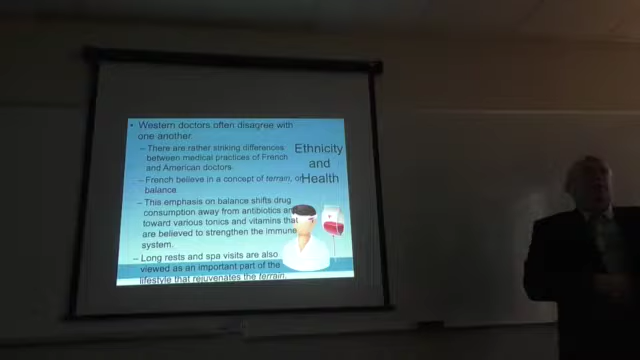 • Western doctors often disagree with
one another
– There are rather striking differences
between medical practices of French
and American doctors.
– French believe in a concept of terrain, or
balance
– This emphasis on balance shifts drug
consumption away from antibiotics an
toward various tonics and vitamins that
are believed to strengthen the immune
system.
– Long rests and spa visits are also
viewed as an important part of the
lifestyle that rejuvenates the terrain.
Ethnicity
and
Health